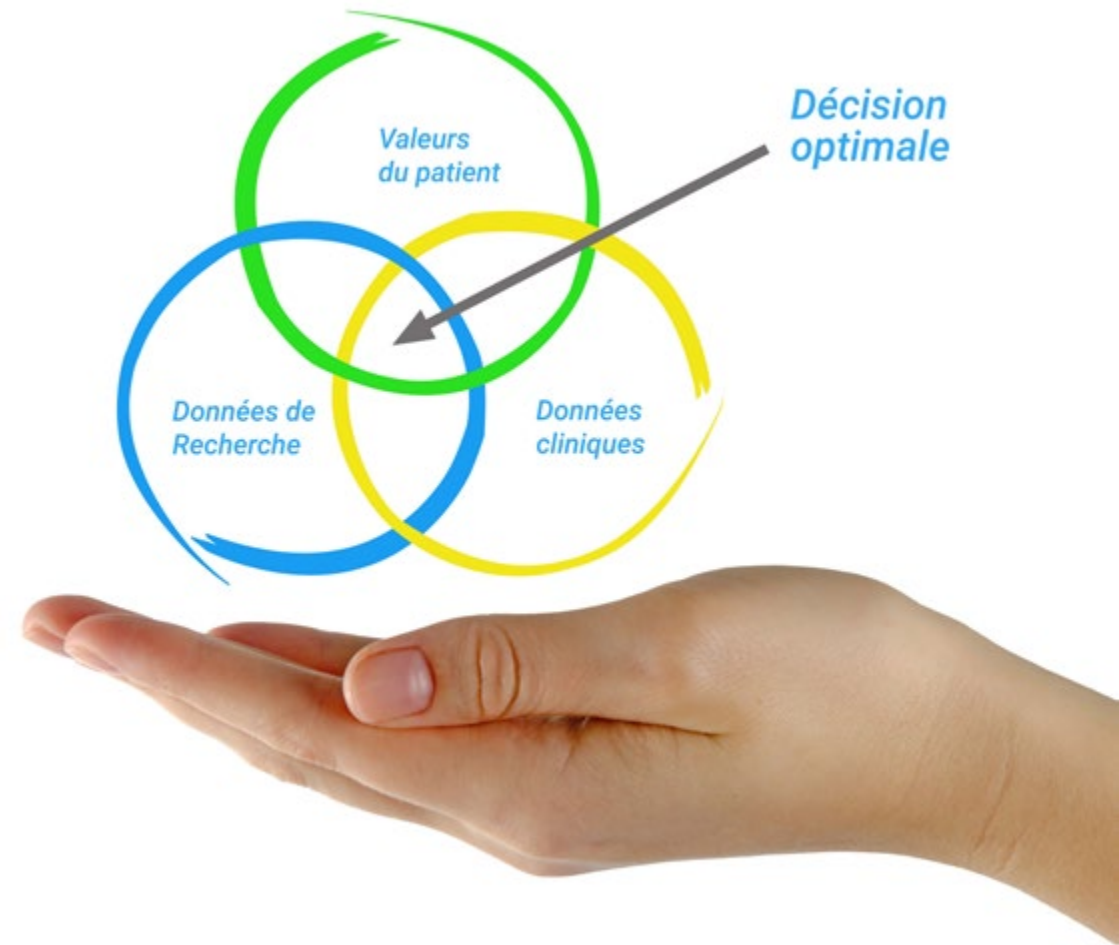 Valeurs
du patient
Décision
optimale
Données de
Recherche
Données
cliniques